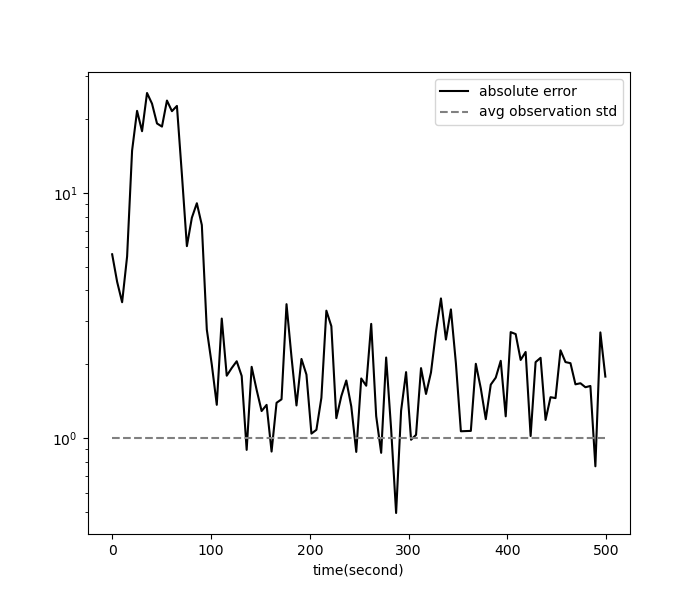 absolute error
avg observation std
10¹
10⁰
0 100 200 300 400 500
time(second)